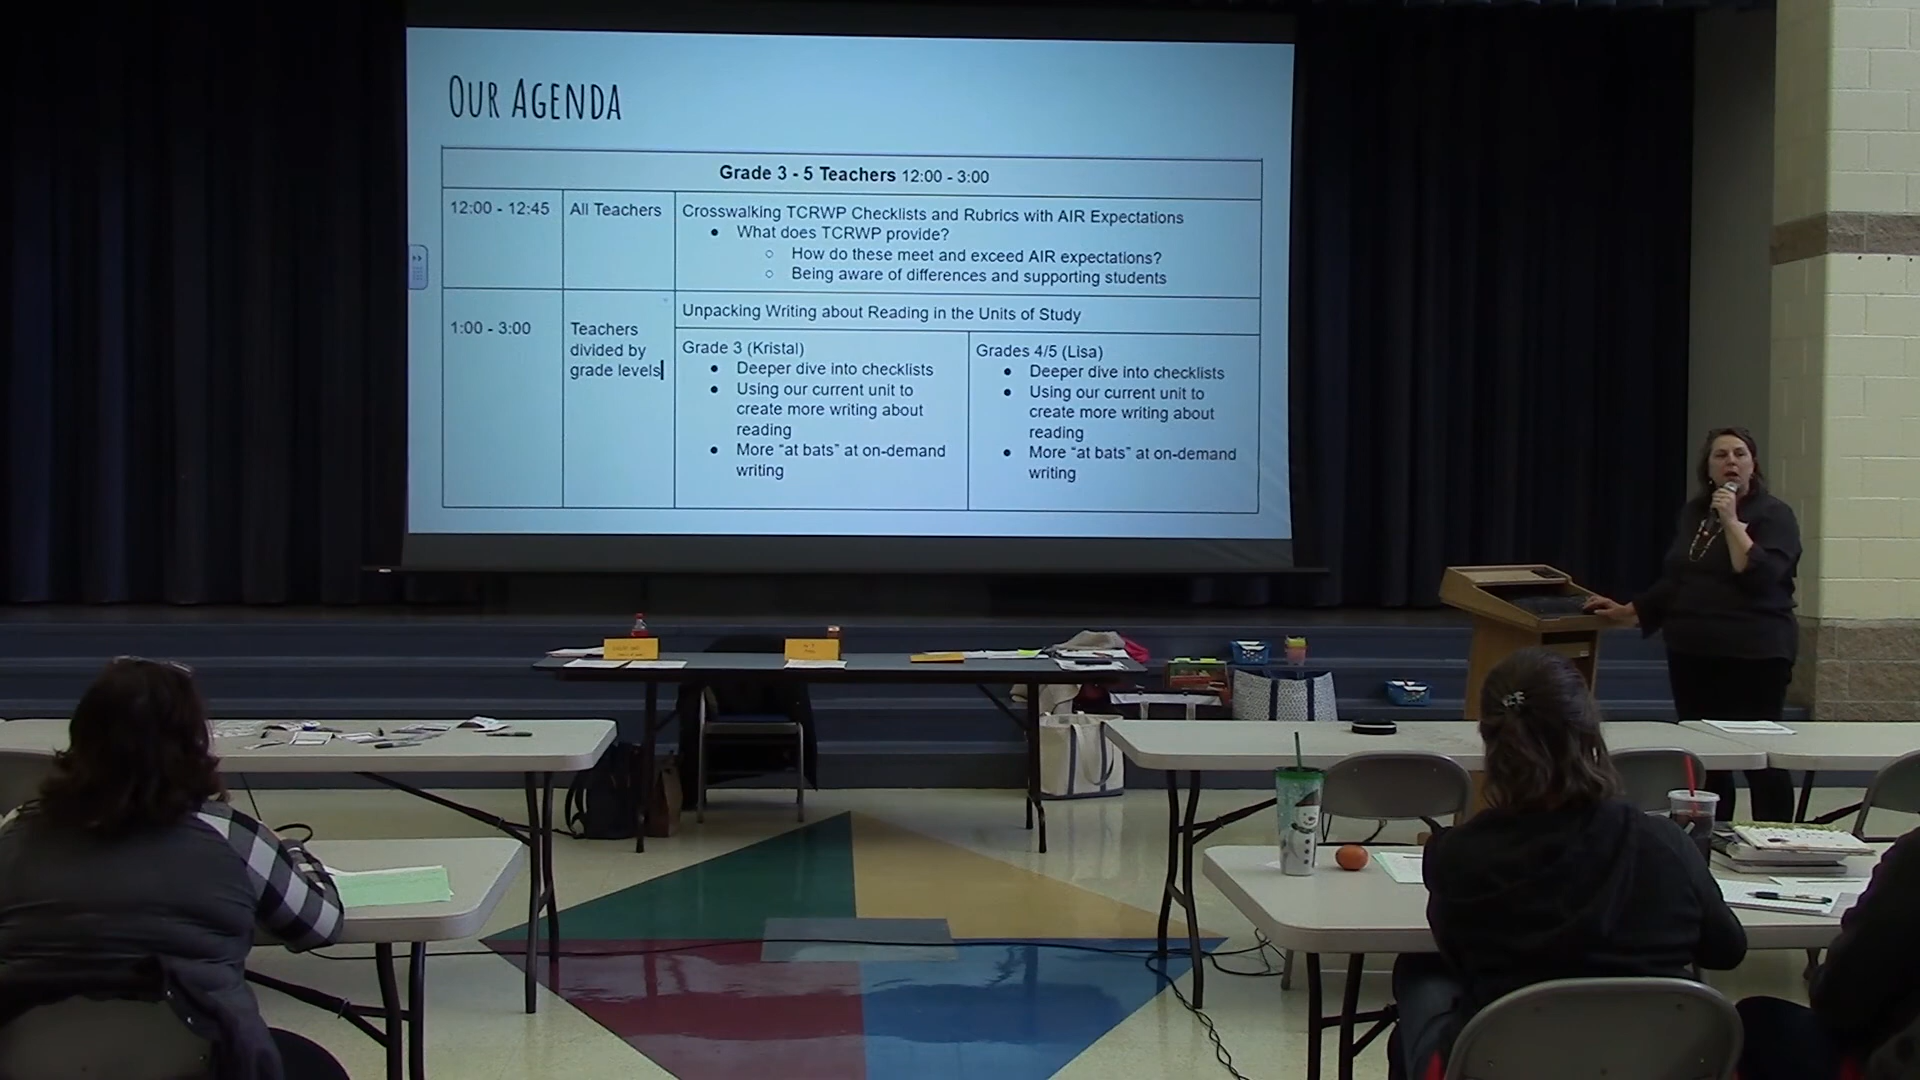 OUR AGENDA
Grade 3 - 5 Teachers 12:00 - 3:00
12:00 - 12:45
All Teachers
Crosswalking TCRWP Checklists and Rubrics with AIR Expectations
● What does TCRWP provide?
○ How do these meet and exceed AIR expectations?
○ Being aware of differences and supporting students
1:00 - 3:00
Teachers
divided by
grade levels
Unpacking Writing about Reading in the Units of Study
Grade 3 (Kristal)
● Deeper dive into checklists
● Using our current unit to
create more writing about
reading
● More “at bats” at on-demand
writing
Grades 4/5 (Lisa)
● Deeper dive into checklists
● Using our current unit to
create more writing about
reading
● More “at bats” at on-demand
writing